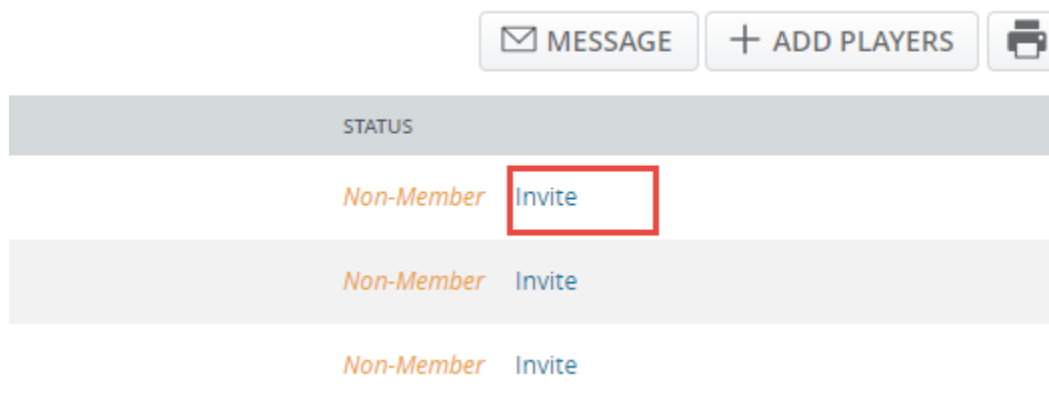 MESSAGE ADD PLAYERS
STATUS
Non-Member Invite
Non-Member Invite
Non-Member Invite